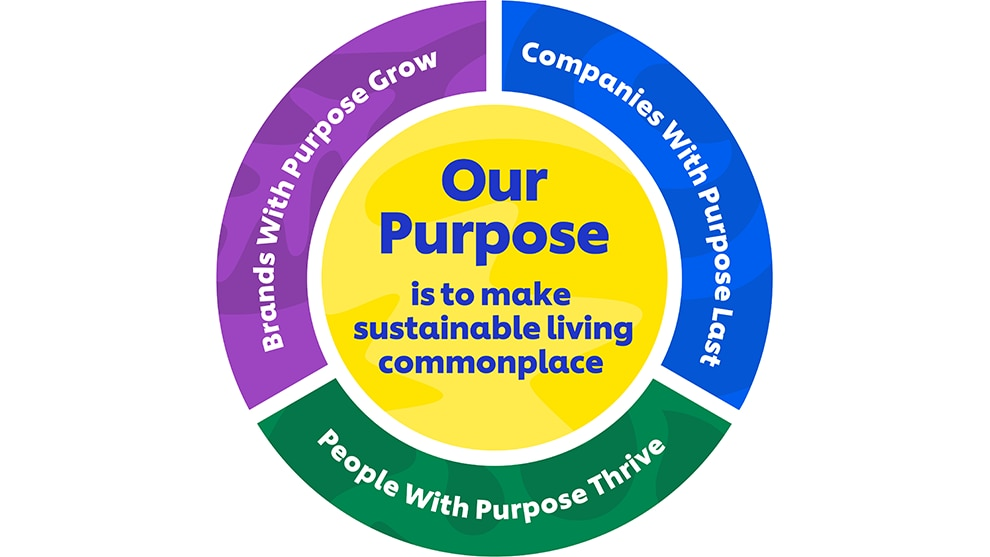 Brands With Purpose Grow
Companies With Purpose Last
Our
Purpose
is to make
sustainable living
commonplace
People With Purpose Thrive